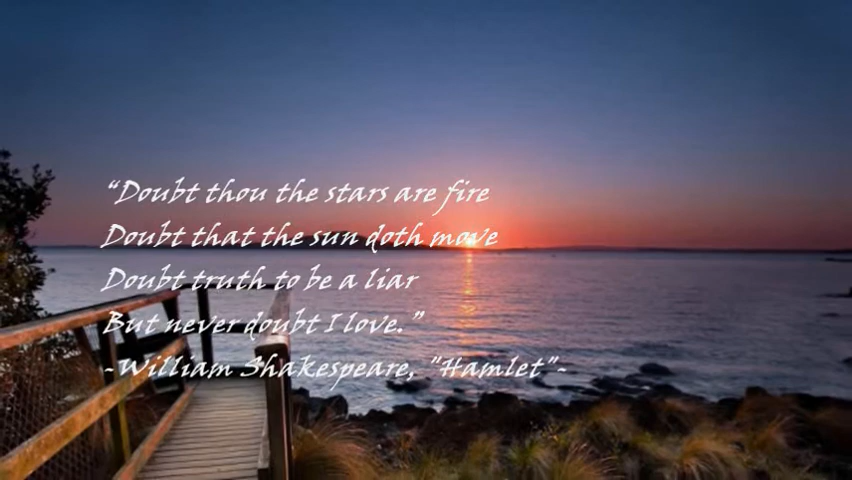 “Doubt thou the stars are fire
Doubt that the sun doth move
Doubt truth to be a liar
But never doubt I love.”
~William Shakespeare, "Hamlet"~